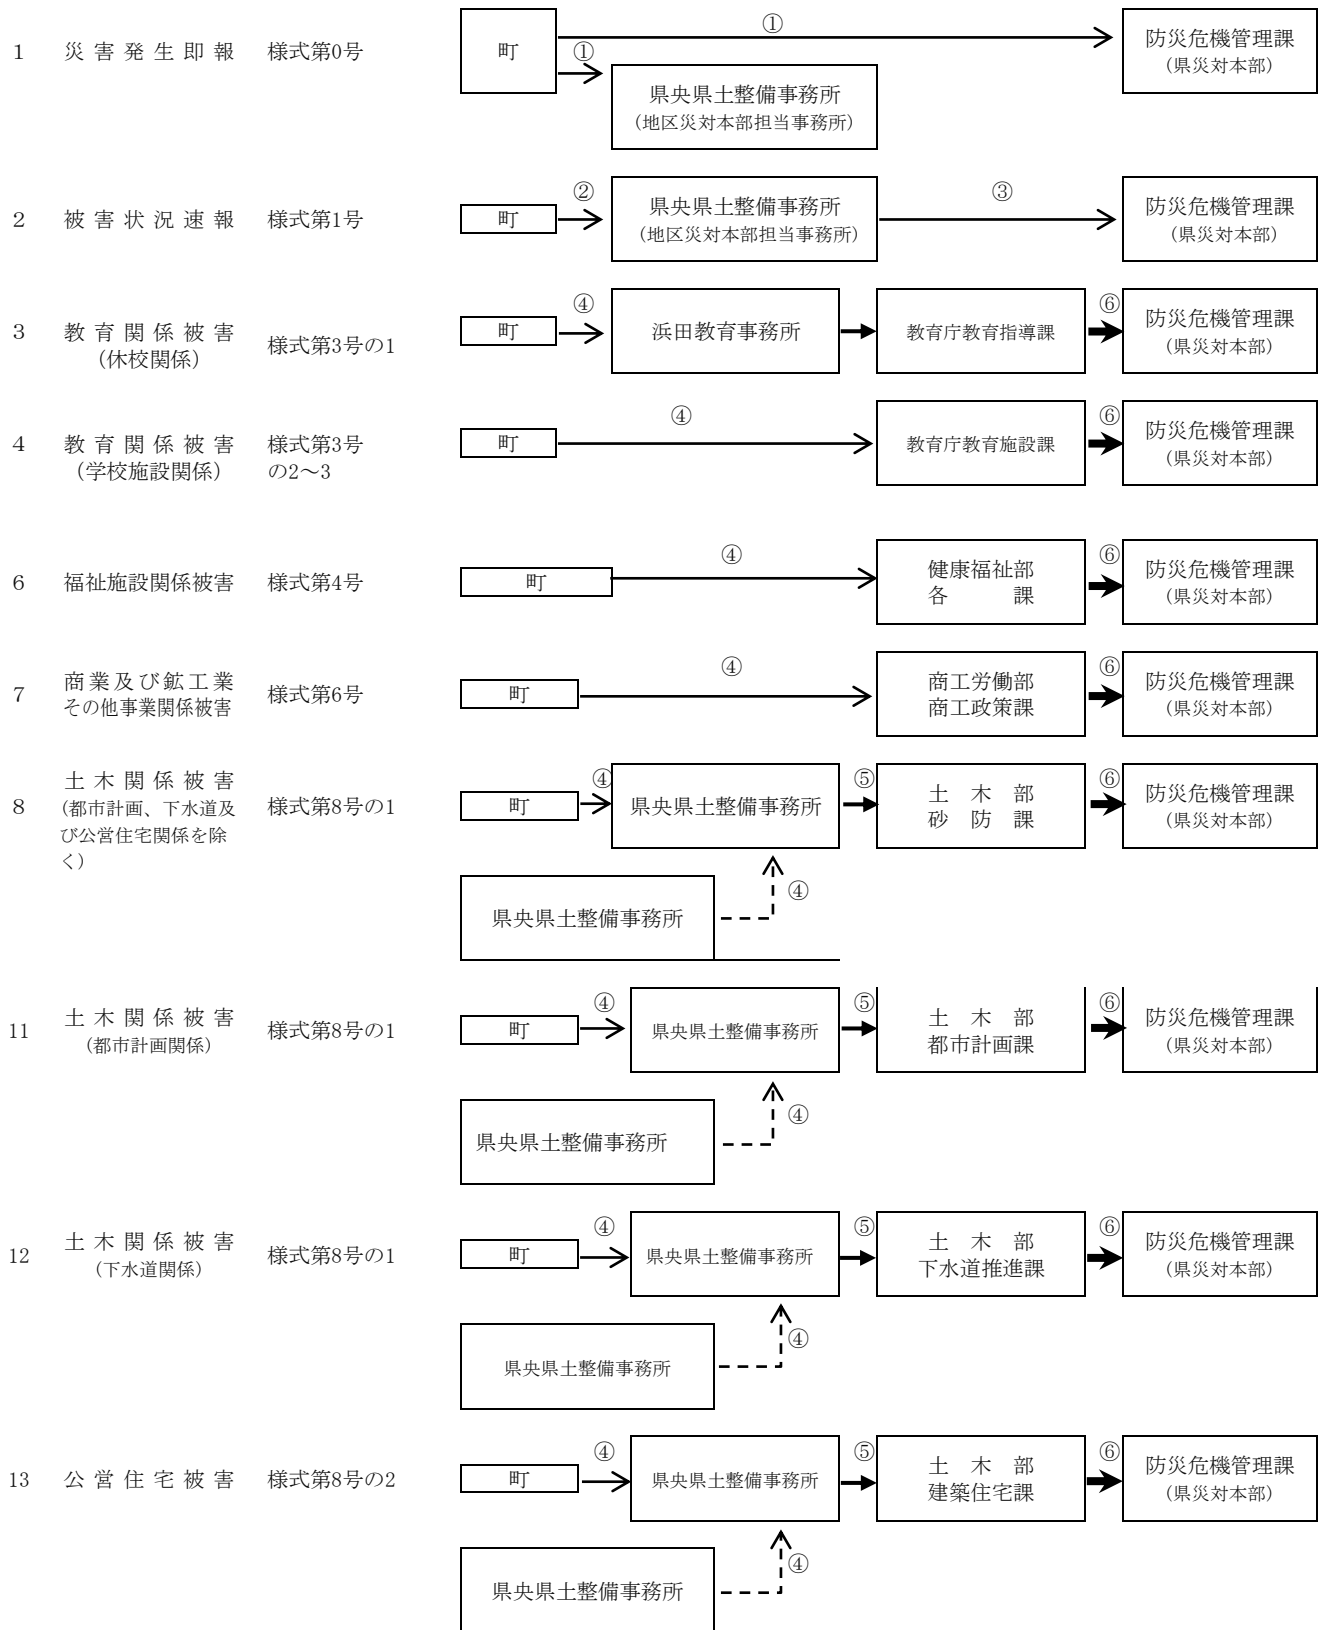 ①
1 災害発生即報 様式第0号 町 ① 防災危機管理課
(県災対本部)
県央県土整備事務所
(地区災対本部担当事務所)
② ③
2 被害状況速報 様式第1号 町 県央県土整備事務所 防災危機管理課
(地区災対本部担当事務所) (県災対本部)
④ ⑥
3 教育関係被害 様式第3号の1 町 浜田教育事務所 教育庁教育指導課 防災危機管理課
(休校関係) (県災対本部)
④ ⑥
4 教育関係被害 様式第3号 町 教育庁教育施設課 防災危機管理課
(学校施設関係) の2～3 (県災対本部)
④ ⑥
6 福祉施設関係被害 様式第4号 町 健康福祉部 防災危機管理課
各課 (県災対本部)
④ ⑥
7 商業及び鉱工業 様式第6号 町 商工労働部 防災危機管理課
その他事業関係被害 商工政策課 (県災対本部)
土木関係被害 ④ ⑤ ⑥
8 (都市計画、下水道及 様式第8号の1 町 県央県土整備事務所 土木部 防災危機管理課
び公営住宅関係を除 砂防課 (県災対本部)
く)
④
県央県土整備事務所
④ ⑤ ⑥
11 土木関係被害 様式第8号の1 町 県央県土整備事務所 土木部 防災危機管理課
(都市計画関係) 都市計画課 (県災対本部)
④
県央県土整備事務所
④ ⑤ ⑥
12 土木関係被害 様式第8号の1 町 県央県土整備事務所 土木部 防災危機管理課
(下水道関係) 下水道推進課 (県災対本部)
④
県央県土整備事務所
④ ⑤ ⑥
13 公営住宅被害 様式第8号の2 町 県央県土整備事務所 土木部 防災危機管理課
建築住宅課 (県災対本部)
④
県央県土整備事務所